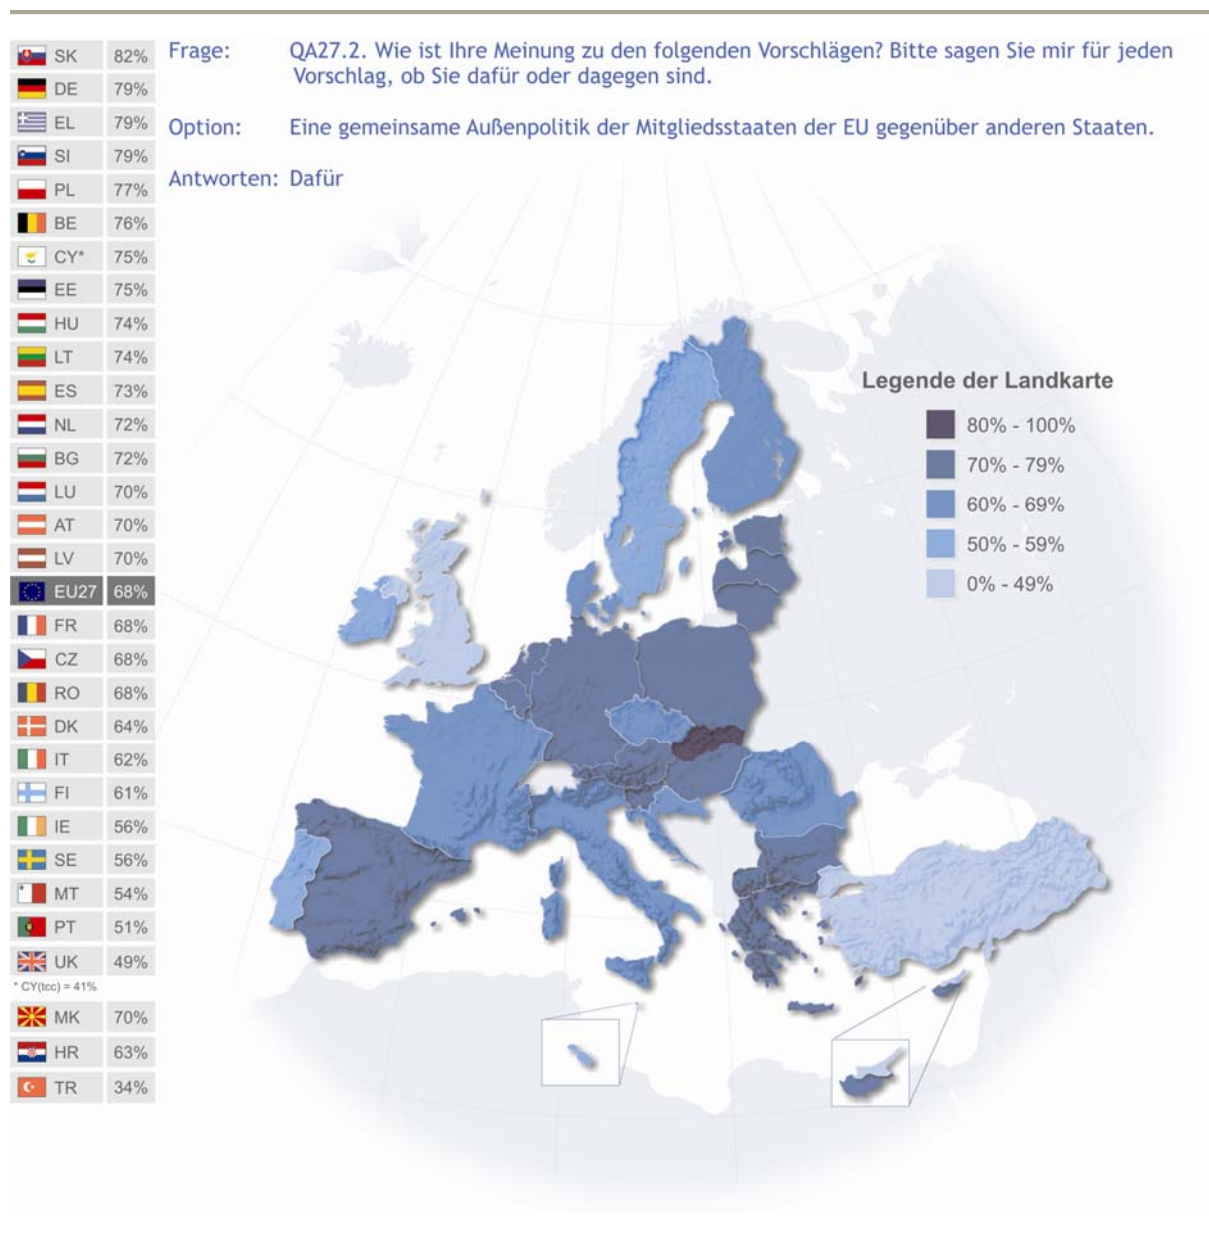 Frage: QA27.2. Wie ist Ihre Meinung zu den folgenden Vorschlägen? Bitte sagen Sie mir für jeden
Vorschlag, ob Sie dafür oder dagegen sind.
Option: Eine gemeinsame Außenpolitik der Mitgliedsstaaten der EU gegenüber anderen Staaten.
Antworten: Dafür
SK 82%
DE 79%
EL 79%
SI 79%
PL 77%
BE 76%
CY* 75%
EE 75%
HU 74%
LT 74%
ES 73%
NL 72%
BG 72%
LU 70%
AT 70%
LV 70%
EU27 68%
FR 68%
CZ 68%
RO 68%
DK 64%
IT 62%
FI 61%
IE 56%
SE 56%
MT 54%
PT 51%
UK 49%
* CY(tcc) = 41%
MK 70%
HR 63%
TR 34%
Legende der Landkarte
80% - 100%
70% - 79%
60% - 69%
50% - 59%
0% - 49%